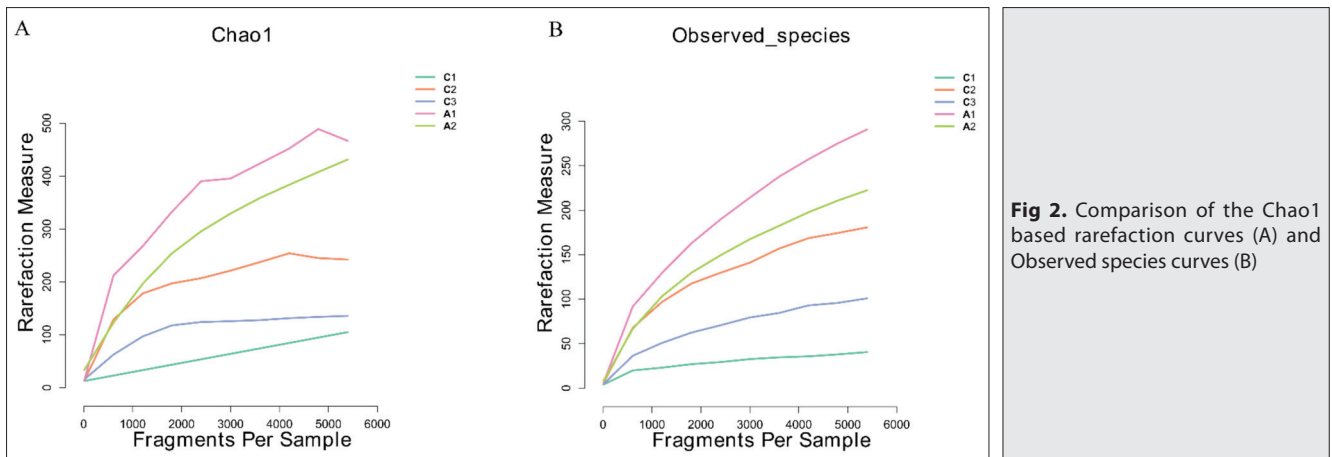 A
Chao1
C1
C2
C3
A1
A2
Rarefaction Measure
0
100
200
300
400
500
0
1000
2000
3000
4000
5000
6000
Fragments Per Sample
B
Observed_species
C1
C2
C3
A1
A2
Rarefaction Measure
0
50
100
150
200
250
300
0
1000
2000
3000
4000
5000
6000
Fragments Per Sample
Fig 2. Comparison of the Chao1
based rarefaction curves (A) and
Observed species curves (B)